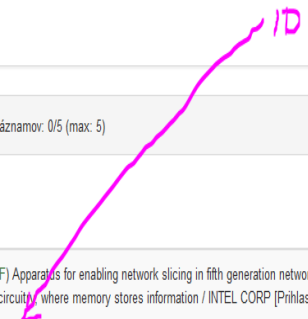 ID
áznamov: 0/5 (max: 5)
F) Apparatus for enabling network slicing in fifth generation networ
circuitry, where memory stores information / INTEL CORP [Prihlas